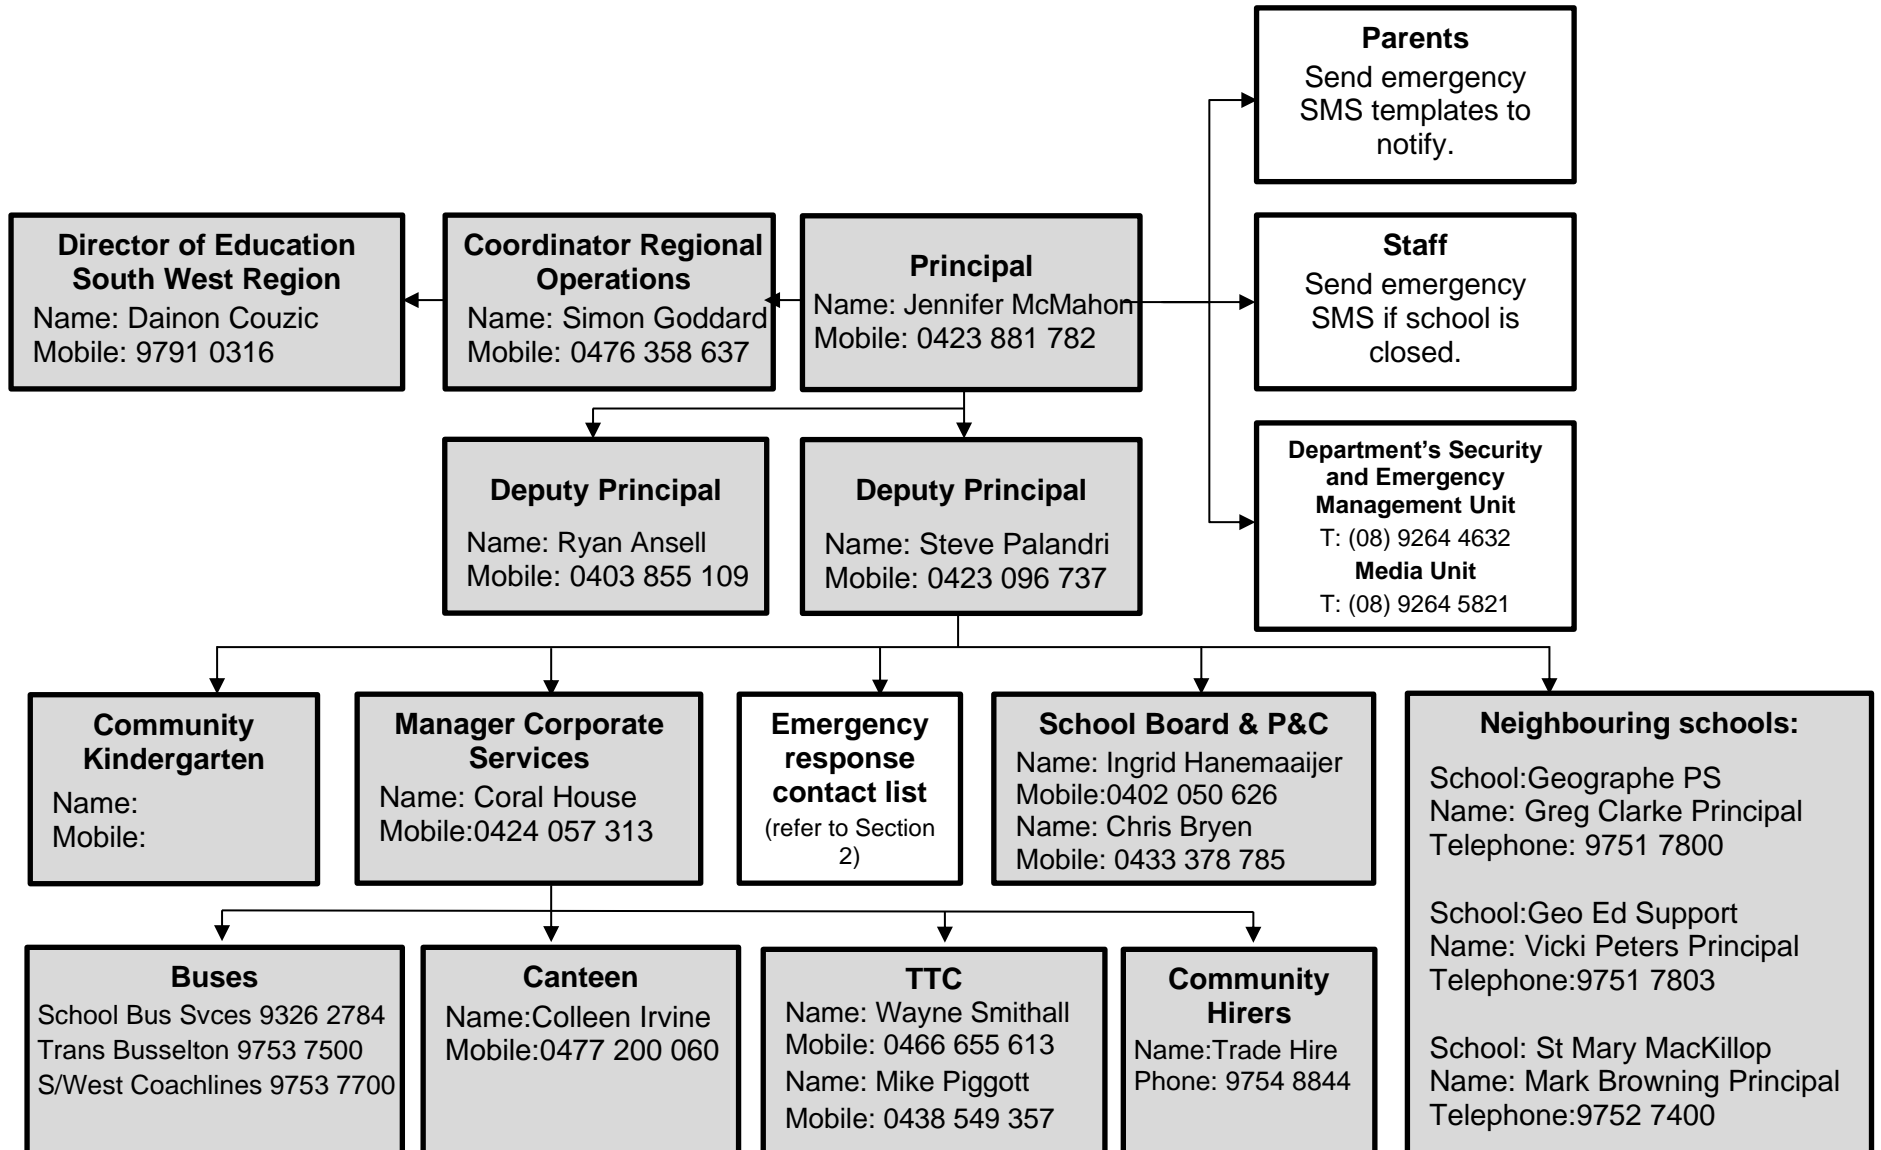 Parents
Send emergency
SMS templates to
notify.
Director of Education
South West Region
Name: Dainon Couzic
Mobile: 9791 0316
Coordinator Regional
Operations
Name: Simon Goddard
Mobile: 0476 358 637
Principal
Name: Jennifer McMahon
Mobile: 0423 881 782
Staff
Send emergency
SMS if school is
closed.
Deputy Principal
Name: Ryan Ansell
Mobile: 0403 855 109
Deputy Principal
Name: Steve Palandri
Mobile: 0423 096 737
Department’s Security
and Emergency
Management Unit
T: (08) 9264 4632
Media Unit
T: (08) 9264 5821
Community
Kindergarten
Name:
Mobile:
Manager Corporate
Services
Name: Coral House
Mobile:0424 057 313
Emergency
response
contact list
(refer to Section
2)
School Board & P&C
Name: Ingrid Hanemaaijer
Mobile:0402 050 626
Name: Chris Bryen
Mobile: 0433 378 785
Neighbouring schools:
School:Geographe PS
Name: Greg Clarke Principal
Telephone: 9751 7800
School:Geo Ed Support
Name: Vicki Peters Principal
Telephone:9751 7803
School: St Mary MacKillop
Name: Mark Browning Principal
Telephone:9752 7400
Buses
School Bus Svces 9326 2784
Trans Busselton 9753 7500
S/West Coachlines 9753 7700
Canteen
Name:Colleen Irvine
Mobile:0477 200 060
TTC
Name: Wayne Smithall
Mobile: 0466 655 613
Name: Mike Piggott
Mobile: 0438 549 357
Community
Hirers
Name:Trade Hire
Phone: 9754 8844